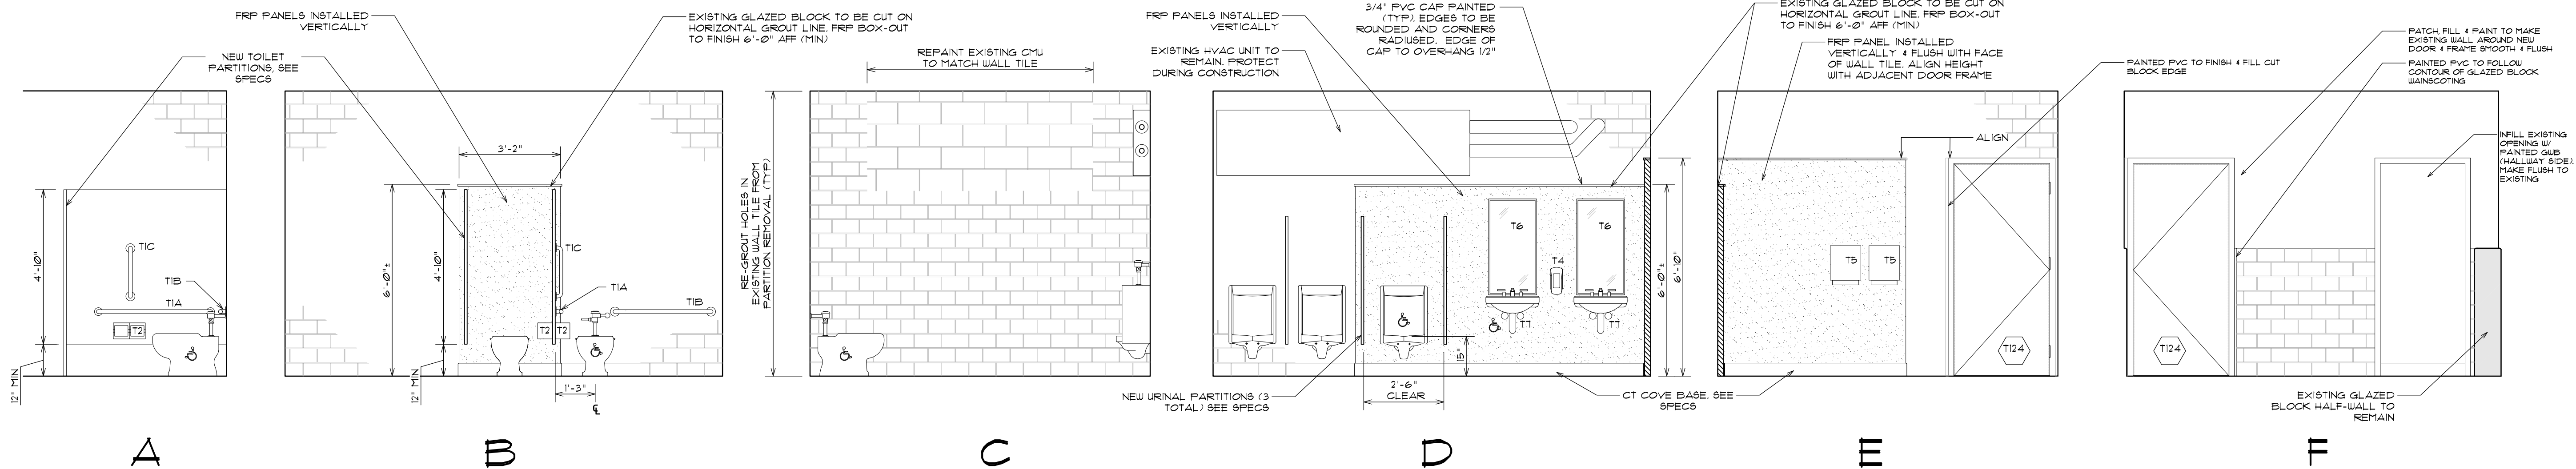 FRP PANELS INSTALLED
VERTICALLY
NEW TOILET
PARTITIONS, SEE
SPECS
4'-10"
12" MIN
T1C
T1B
T1A
T2
A
EXISTING GLAZED BLOCK TO BE CUT ON
HORIZONTAL GROUT LINE, FRP BOX-OUT
TO FINISH 6'-0" AFF (MIN)
3'-2"
6'-0"±
4'-10"
12" MIN
T1C
T1A
T1B
T2
T2
1'-3"
CL
B
REPAINT EXISTING CMU
TO MATCH WALL TILE
RE-GROUT HOLES IN
EXISTING WALL TILE FROM
PARTITION REMOVAL (TYP)
C
FRP PANELS INSTALLED
VERTICALLY
EXISTING HVAC UNIT TO
REMAIN, PROTECT
DURING CONSTRUCTION
3/4" PVC CAP PAINTED
(TYP), EDGES TO BE
ROUNDED AND CORNERS
RADIUSED, EDGE OF
CAP TO OVERHANG 1/2"
T6
T6
T4
T7
T7
15"
2'-6"
CLEAR
6'-0"±
6'-10"
NEW URINAL PARTITIONS (3
TOTAL) SEE SPECS
CT COVE BASE, SEE
SPECS
D
EXISTING GLAZED BLOCK TO BE CUT ON
HORIZONTAL GROUT LINE, FRP BOX-OUT
TO FINISH 6'-0" AFF (MIN)
FRP PANEL INSTALLED
VERTICALLY & FLUSH WITH FACE
OF WALL TILE. ALIGN HEIGHT
WITH ADJACENT DOOR FRAME
ALIGN
T5
T5
T124
E
PAINTED PVC TO FINISH & FILL CUT
BLOCK EDGE
PATCH, FILL & PAINT TO MAKE
EXISTING WALL AROUND NEW
DOOR & FRAME SMOOTH & FLUSH
PAINTED PVC TO FOLLOW
CONTOUR OF GLAZED BLOCK
WAINSCOTING
INFILL EXISTING
OPENING W/
PAINTED GWB
(HALLWAY SIDE),
MAKE FLUSH TO
EXISTING
T124
EXISTING GLAZED
BLOCK HALF-WALL TO
REMAIN
F